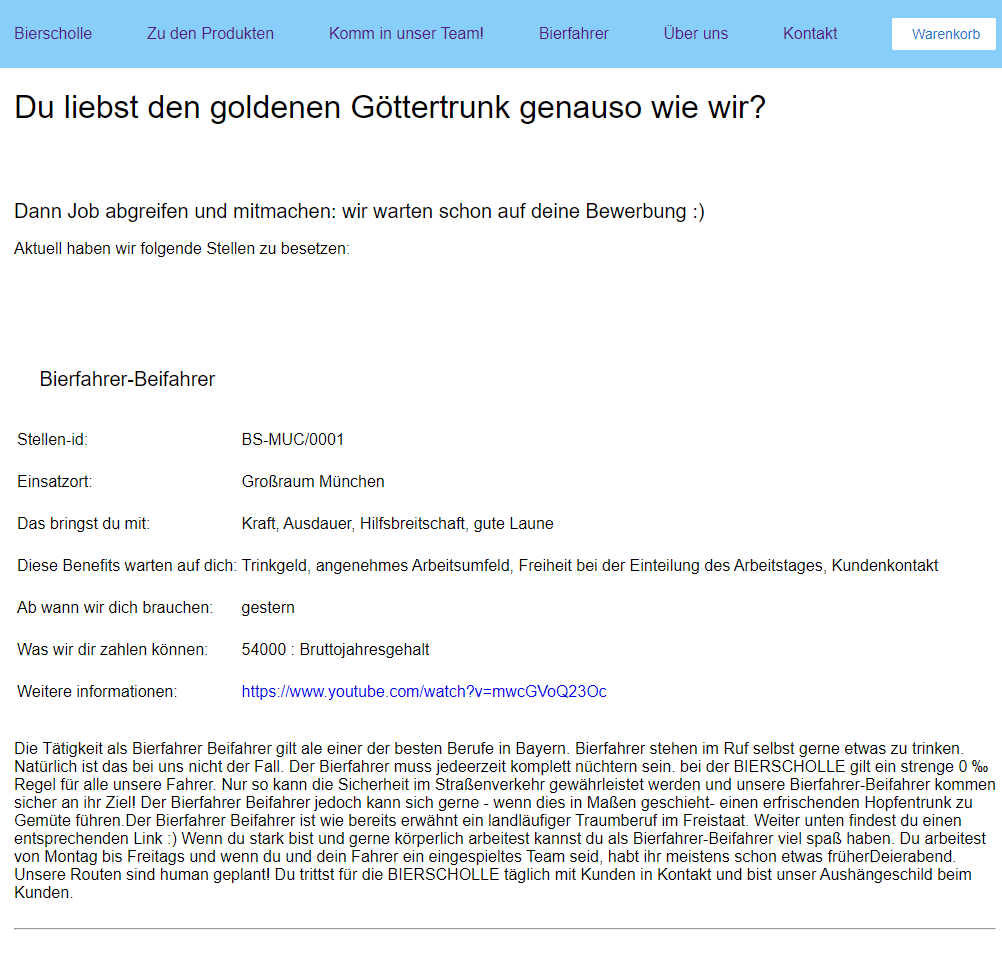 Bierscholle Zu den Produkten Komm in unser Team! Bierfahrer Über uns Kontakt Warenkorb
Du liebst den goldenen Göttertrunk genauso wie wir?
Dann Job abgreifen und mitmachen: wir warten schon auf deine Bewerbung :)
Aktuell haben wir folgende Stellen zu besetzen:
Bierfahrer-Beifahrer
Stellen-id: BS-MUC/0001
Einsatzort: Großraum München
Das bringst du mit: Kraft, Ausdauer, Hilfsbreitschaft, gute Laune
Diese Benefits warten auf dich: Trinkgeld, angenehmes Arbeitsumfeld, Freiheit bei der Einteilung des Arbeitstages, Kundenkontakt
Ab wann wir dich brauchen: gestern
Was wir dir zahlen können: 54000 : Bruttojahresgehalt
Weitere informationen: https://www.youtube.com/watch?v=mwcGVoQ23Oc
Die Tätigkeit als Bierfahrer Beifahrer gilt ale einer der besten Berufe in Bayern. Bierfahrer stehen im Ruf selbst gerne etwas zu trinken.
Natürlich ist das bei uns nicht der Fall. Der Bierfahrer muss jedeerzeit komplett nüchtern sein. bei der BIERSCHOLLE gilt ein strenge 0 ‰
Regel für alle unsere Fahrer. Nur so kann die Sicherheit im Straßenverkehr gewährleistet werden und unsere Bierfahrer-Beifahrer kommen
sicher an ihr Ziel! Der Bierfahrer Beifahrer jedoch kann sich gerne - wenn dies in Maßen geschieht- einen erfrischenden Hopfentrunk zu
Gemüte führen.Der Bierfahrer Beifahrer ist wie bereits erwähnt ein landläufiger Traumberuf im Freistaat. Weiter unten findest du einen
entsprechenden Link :) Wenn du stark bist und gerne körperlich arbeitest kannst du als Bierfahrer-Beifahrer viel spaß haben. Du arbeitest
von Montag bis Freitags und wenn du und dein Fahrer ein eingespieltes Team seid, habt ihr meistens schon etwas früherDeierabend.
Unsere Routen sind human geplant! Du trittst für die BIERSCHOLLE täglich mit Kunden in Kontakt und bist unser Aushängeschild beim
Kunden.